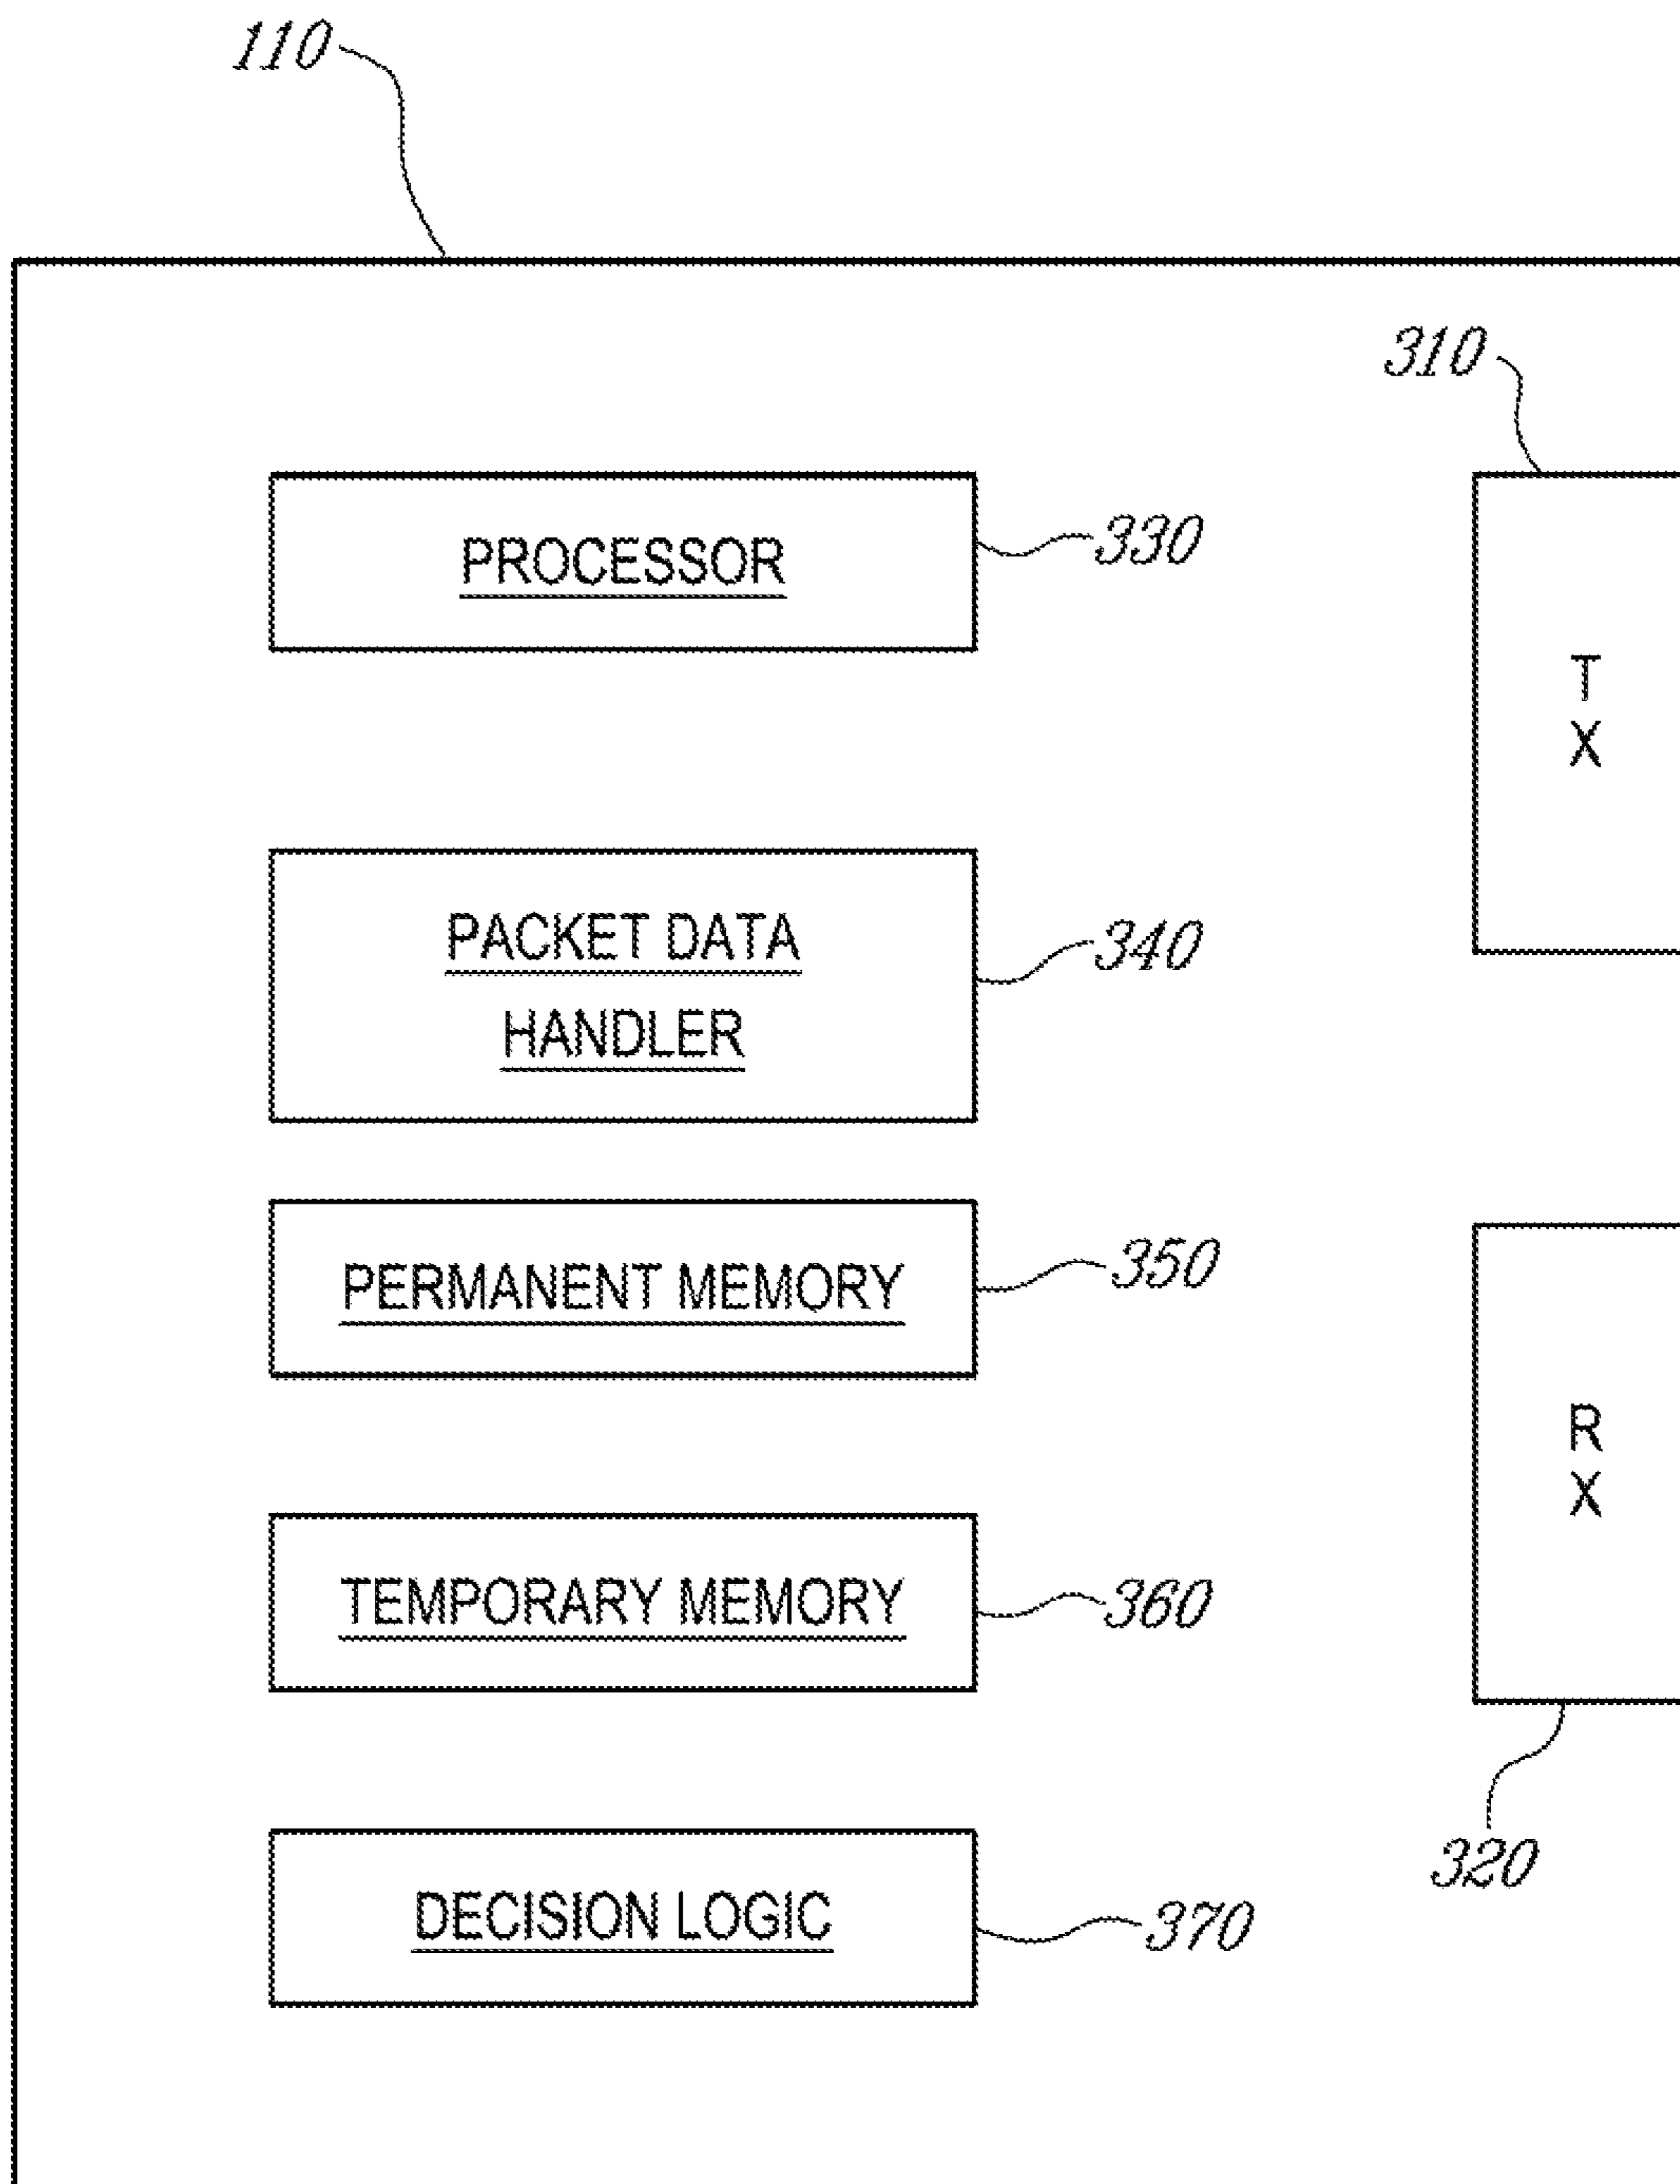 110
310
PROCESSOR
330
T
X
PACKET DATA
HANDLER
340
PERMANENT MEMORY
350
R
X
TEMPORARY MEMORY
360
320
DECISION LOGIC
370